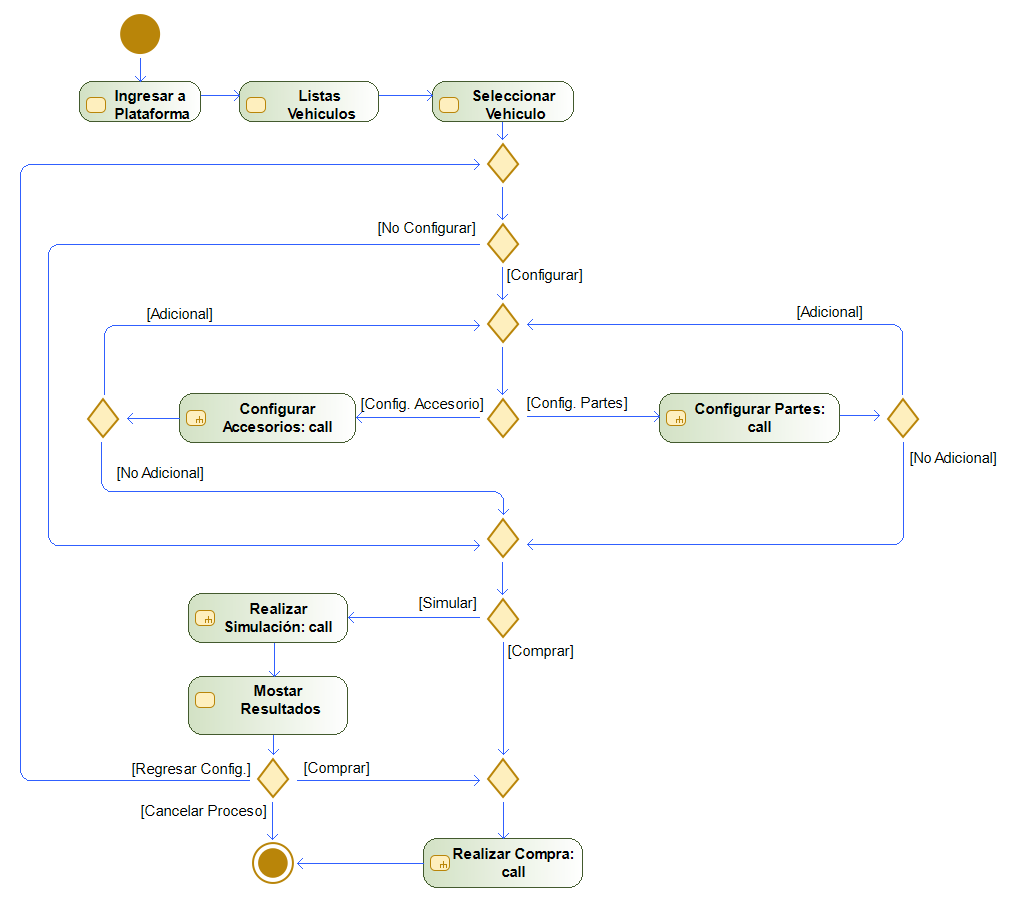 Ingresar a
Plataforma
Listas
Vehiculos
Seleccionar
Vehiculo
[No Configurar]
[Configurar]
[Adicional]
[Adicional]
Configurar
Accesorios: call
[Config. Accesorio]
[Config. Partes]
Configurar Partes:
call
[No Adicional]
[No Adicional]
Realizar
Simulación: call
[Simular]
[Comprar]
Mostar
Resultados
[Regresar Config.]
[Comprar]
[Cancelar Proceso]
Realizar Compra:
call